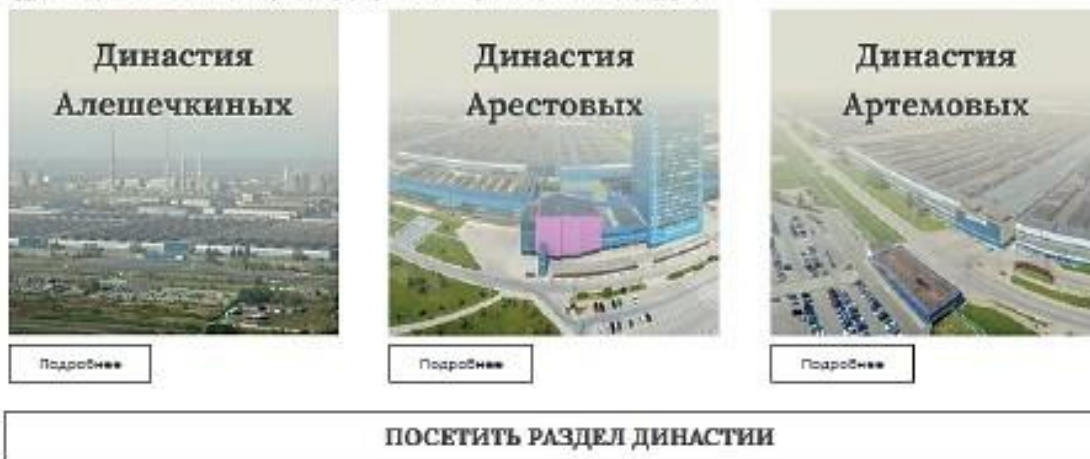 Династия
Алешечкиных
Династия
Арестовых
Династия
Артемовых
Подробнее
Подробнее
Подробнее
ПОСЕТИТЬ РАЗДЕЛ ДИНАСТИИ